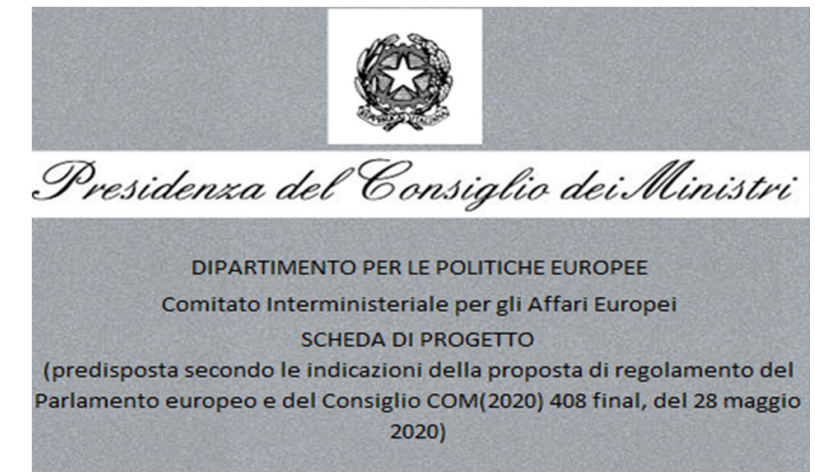 REPVBBLICA ITALIANA
Presidenza del Consiglio dei Ministri
DIPARTIMENTO PER LE POLITICHE EUROPEE
Comitato Interministeriale per gli Affari Europei
SCHEDA DI PROGETTO
(predisposta secondo le indicazioni della proposta di regolamento del
Parlamento europeo e del Consiglio COM(2020) 408 final, del 28 maggio
2020)